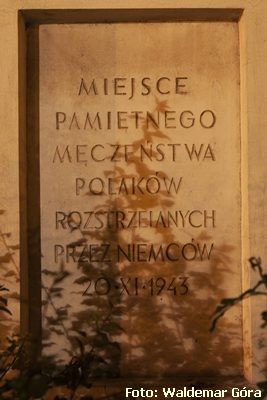 MIEJSCE
PAMIĘTNEGO
MĘCZEŃSTWA
POLAKÓW
ROZSTRZELANYCH
PRZEZ NIEMCÓW
20·XI·1943
Foto: Waldemar Góra